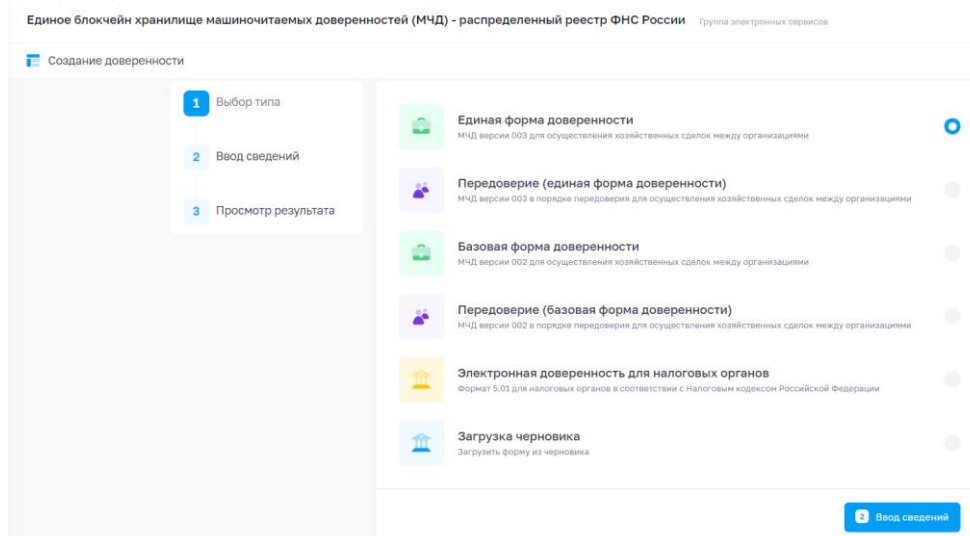 Единое блокчейн хранилище машиночитаемых доверенностей (МЧД) - распределенный реестр ФНС России Группа электронных сервисов
Создание доверенности
1 Выбор типа
2 Ввод сведений
3 Просмотр результата
Единая форма доверенности
МЧД версии 003 для осуществления хозяйственных сделок между организациями
Передоверие (единая форма доверенности)
МЧД версии 003 в порядке передоверия для осуществления хозяйственных сделок между организациями
Базовая форма доверенности
МЧД версии 002 для осуществления хозяйственных сделок между организациями
Передоверие (базовая форма доверенности)
МЧД версии 002 в порядке передоверия для осуществления хозяйственных сделок между организациями
Электронная доверенность для налоговых органов
Формат 5.01 для налоговых органов в соответствии с Налоговым кодексом Российской Федерации
Загрузка черновика
Загрузить форму из черновика
2 Ввод сведений